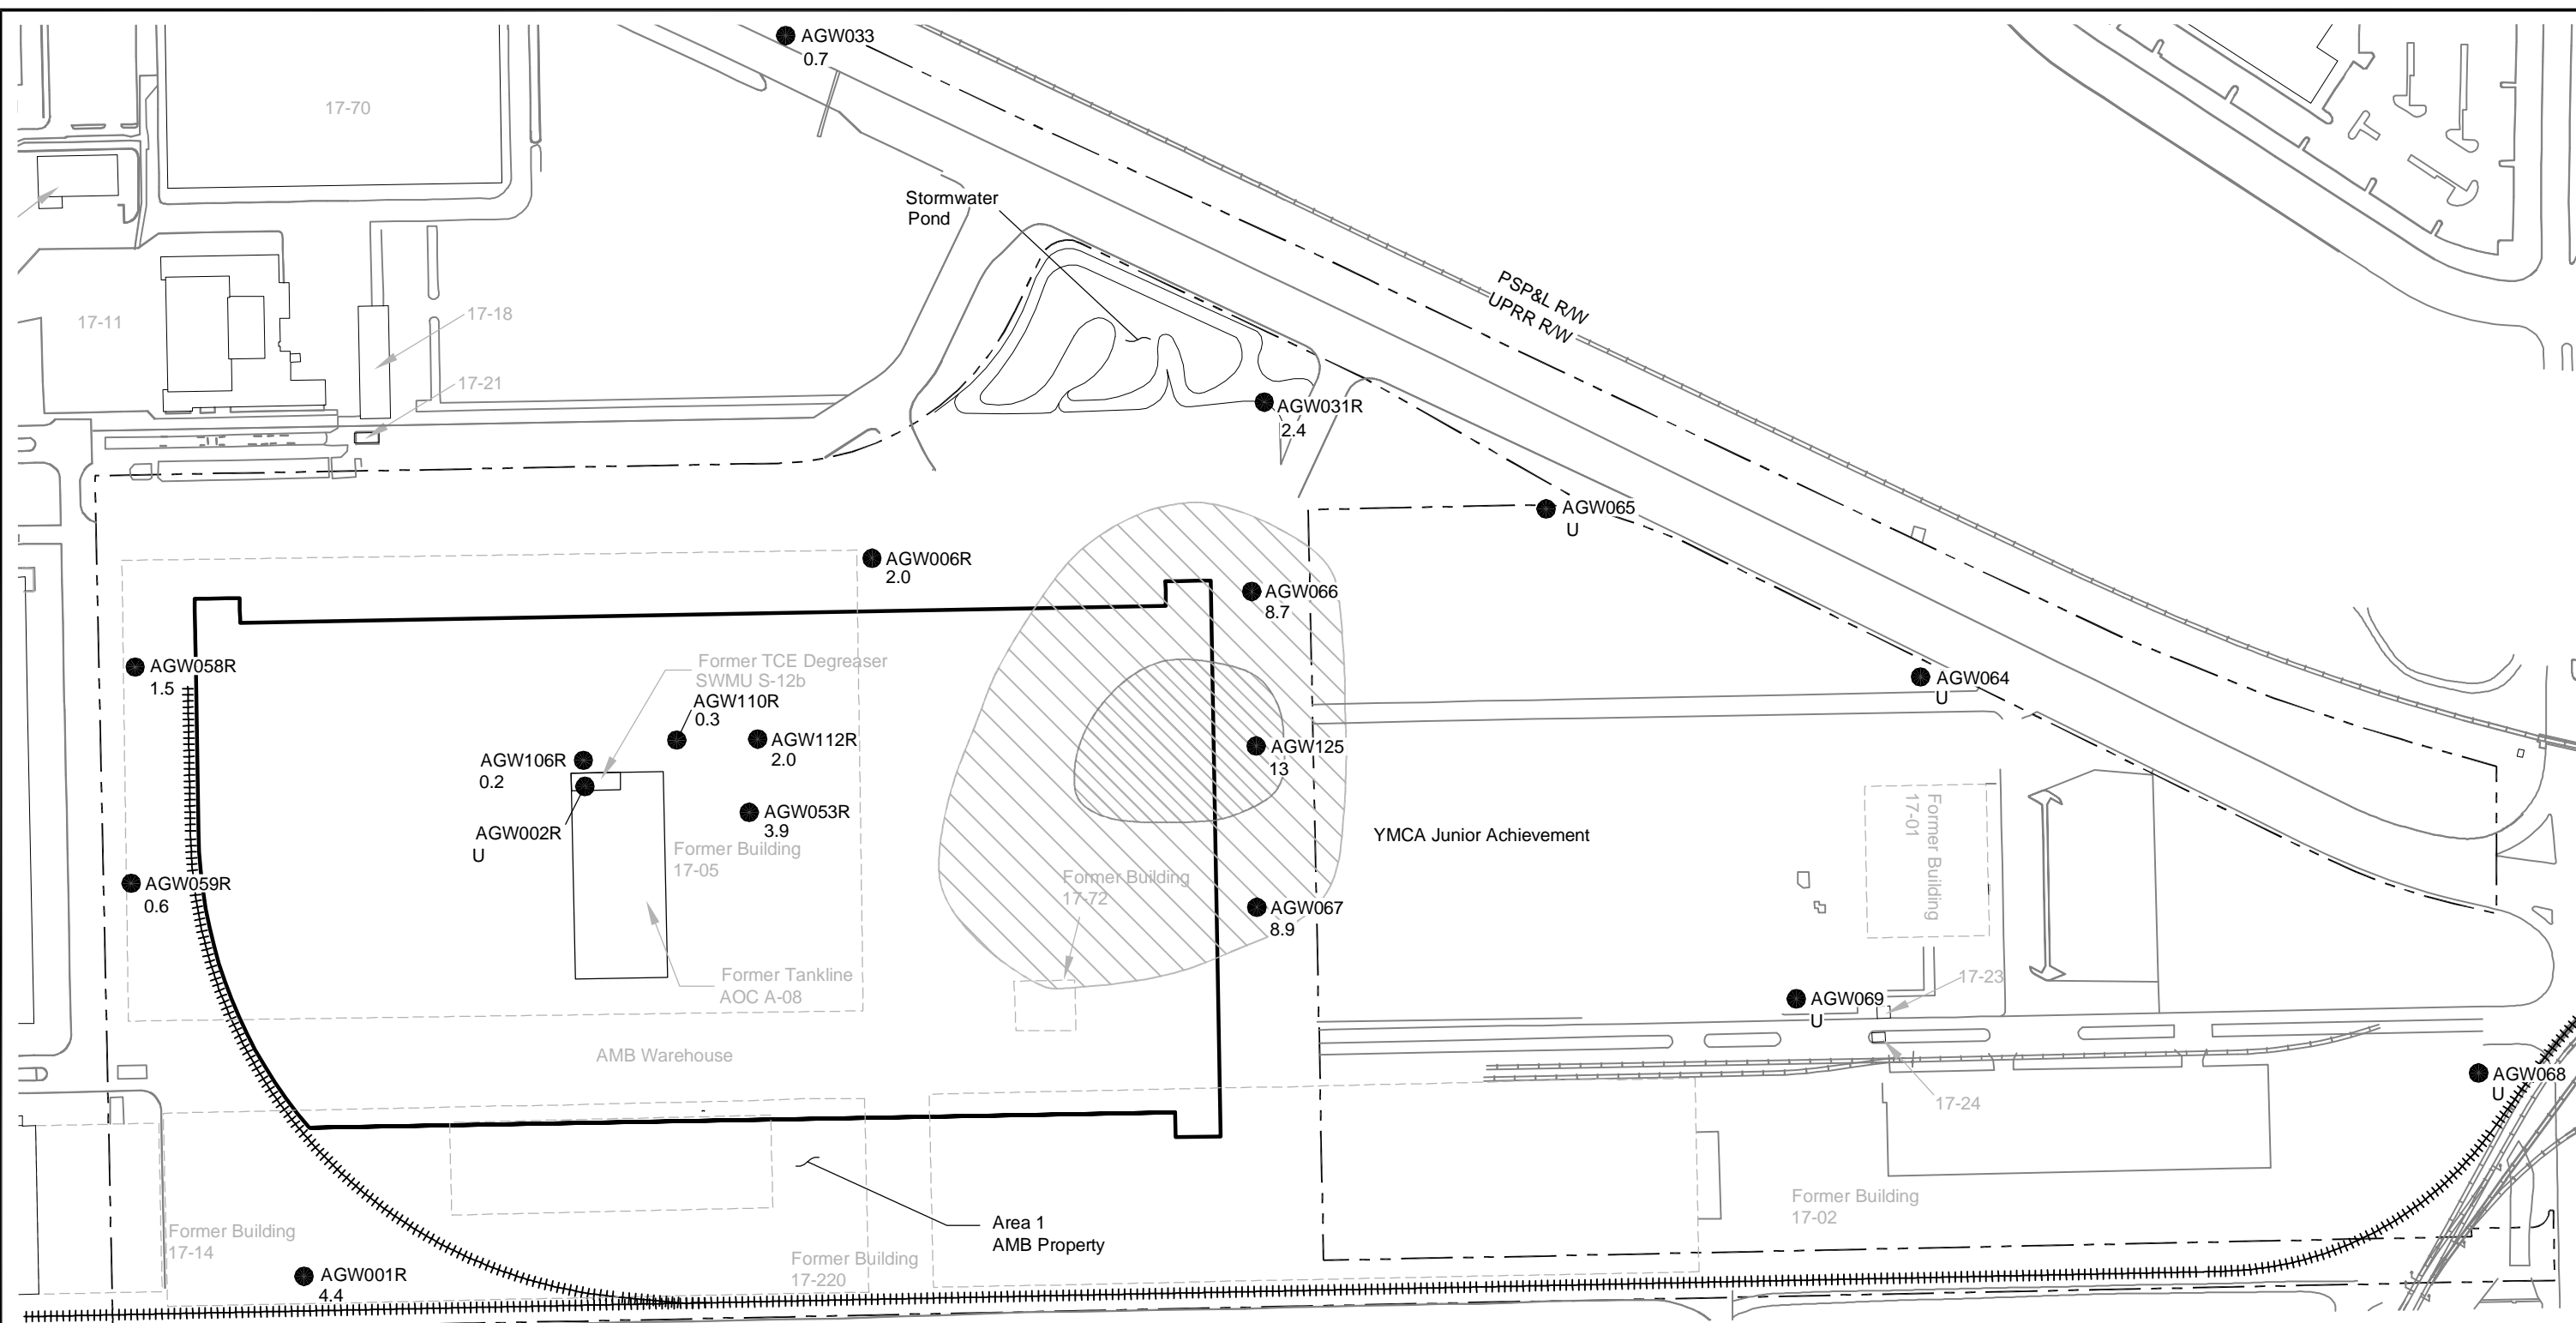 AGW033
0.7
17-70
Stormwater
Pond
PSP&L R/W
UPRR R/W
17-11
17-18
17-21
AGW031R
2.4
AGW065
U
AGW006R
2.0
AGW066
8.7
AGW058R
1.5
Former TCE Degreaser
SWMU S-12b
AGW110R
0.3
AGW064
U
AGW106R
0.2
AGW112R
2.0
AGW125
13
AGW002R
U
AGW053R
3.9
Former Building
17-05
YMCA Junior Achievement
Former Building
17-01
AGW059R
0.6
Former Building
17-72
AGW067
8.9
Former Tankline
AOC A-08
AGW069
U
17-23
AMB Warehouse
AGW068
U
17-24
Former Building
17-02
Area 1
AMB Property
Former Building
17-14
Former Building
17-220
AGW001R
4.4